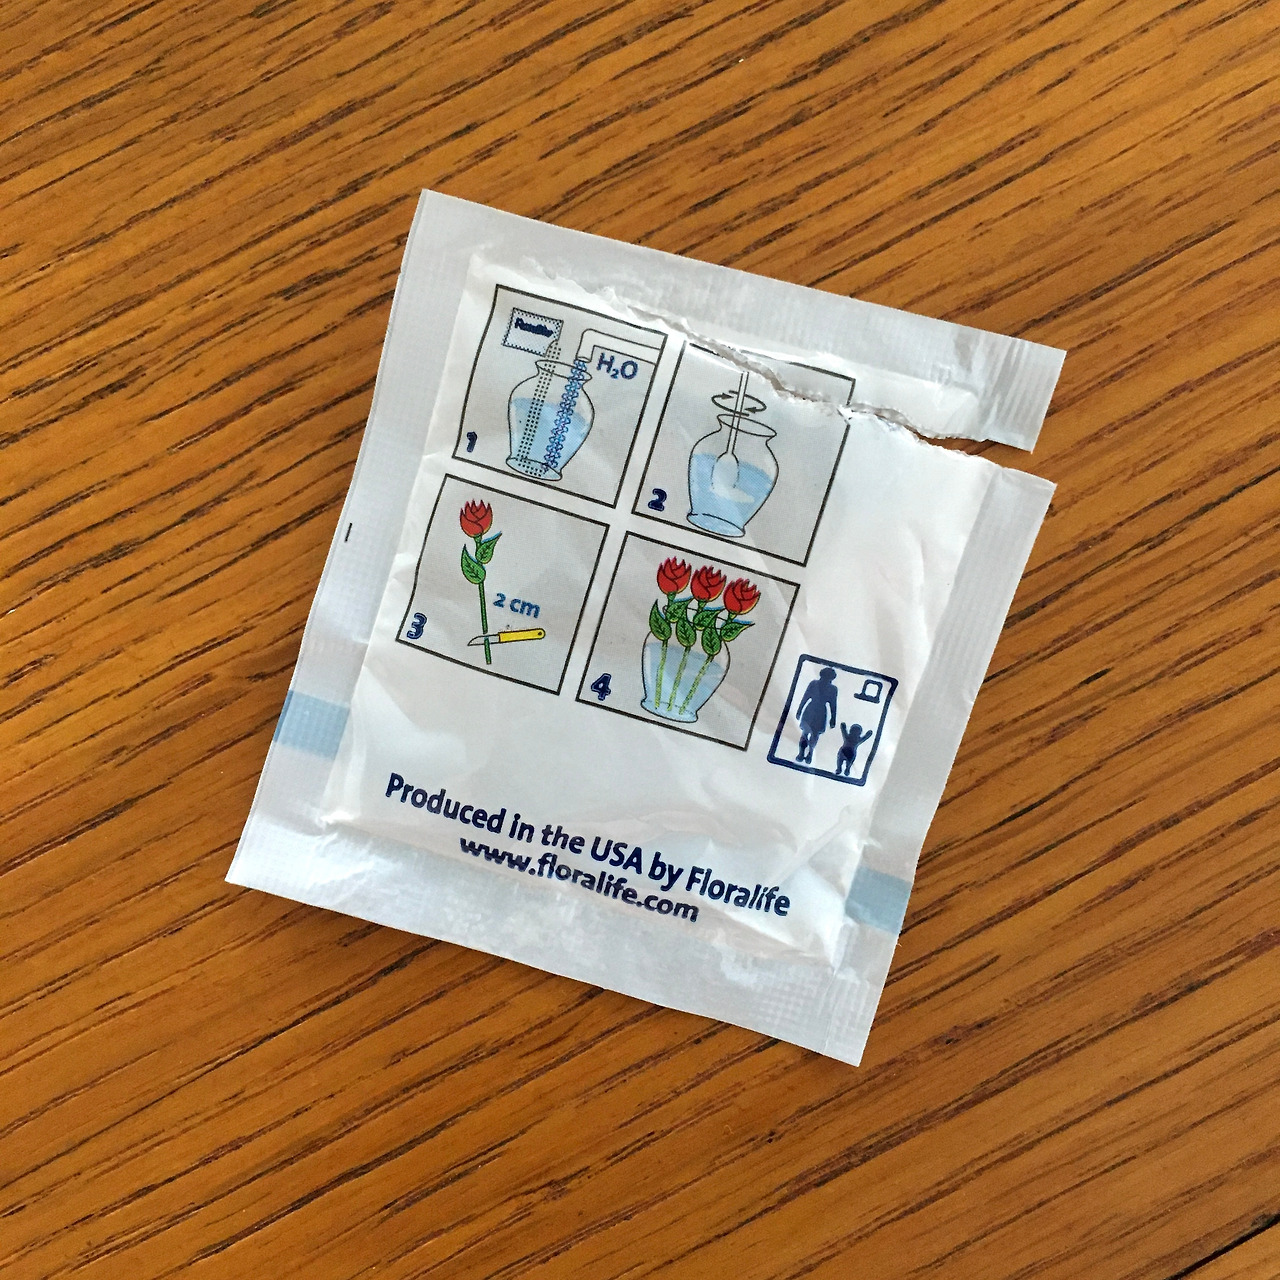 H₂O
1
2
3
2 cm
4
Produced in the USA by Floralife
www.floralife.com